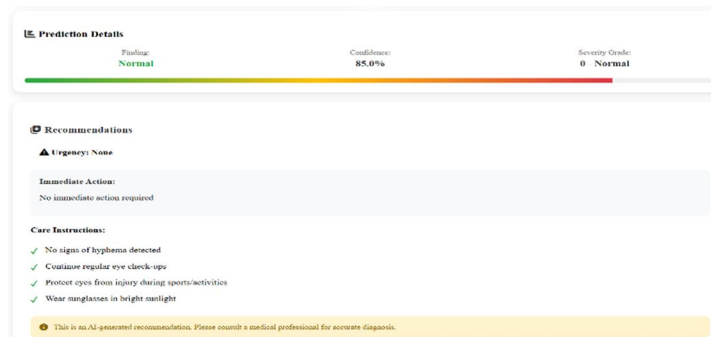 Prediction Details
Finding: Confidence: Severity Grade:
Normal 85.0% 0 Normal
Recommendations
Urgency: None
Immediate Action:
No immediate action required
Care Instructions:
No signs of hyphema detected
Continue regular eye check-ups
Protect eyes from injury during sports/activities
Wear sunglasses in bright sunlight
This is an AI-generated recommendation. Please consult a medical professional for accurate diagnosis.